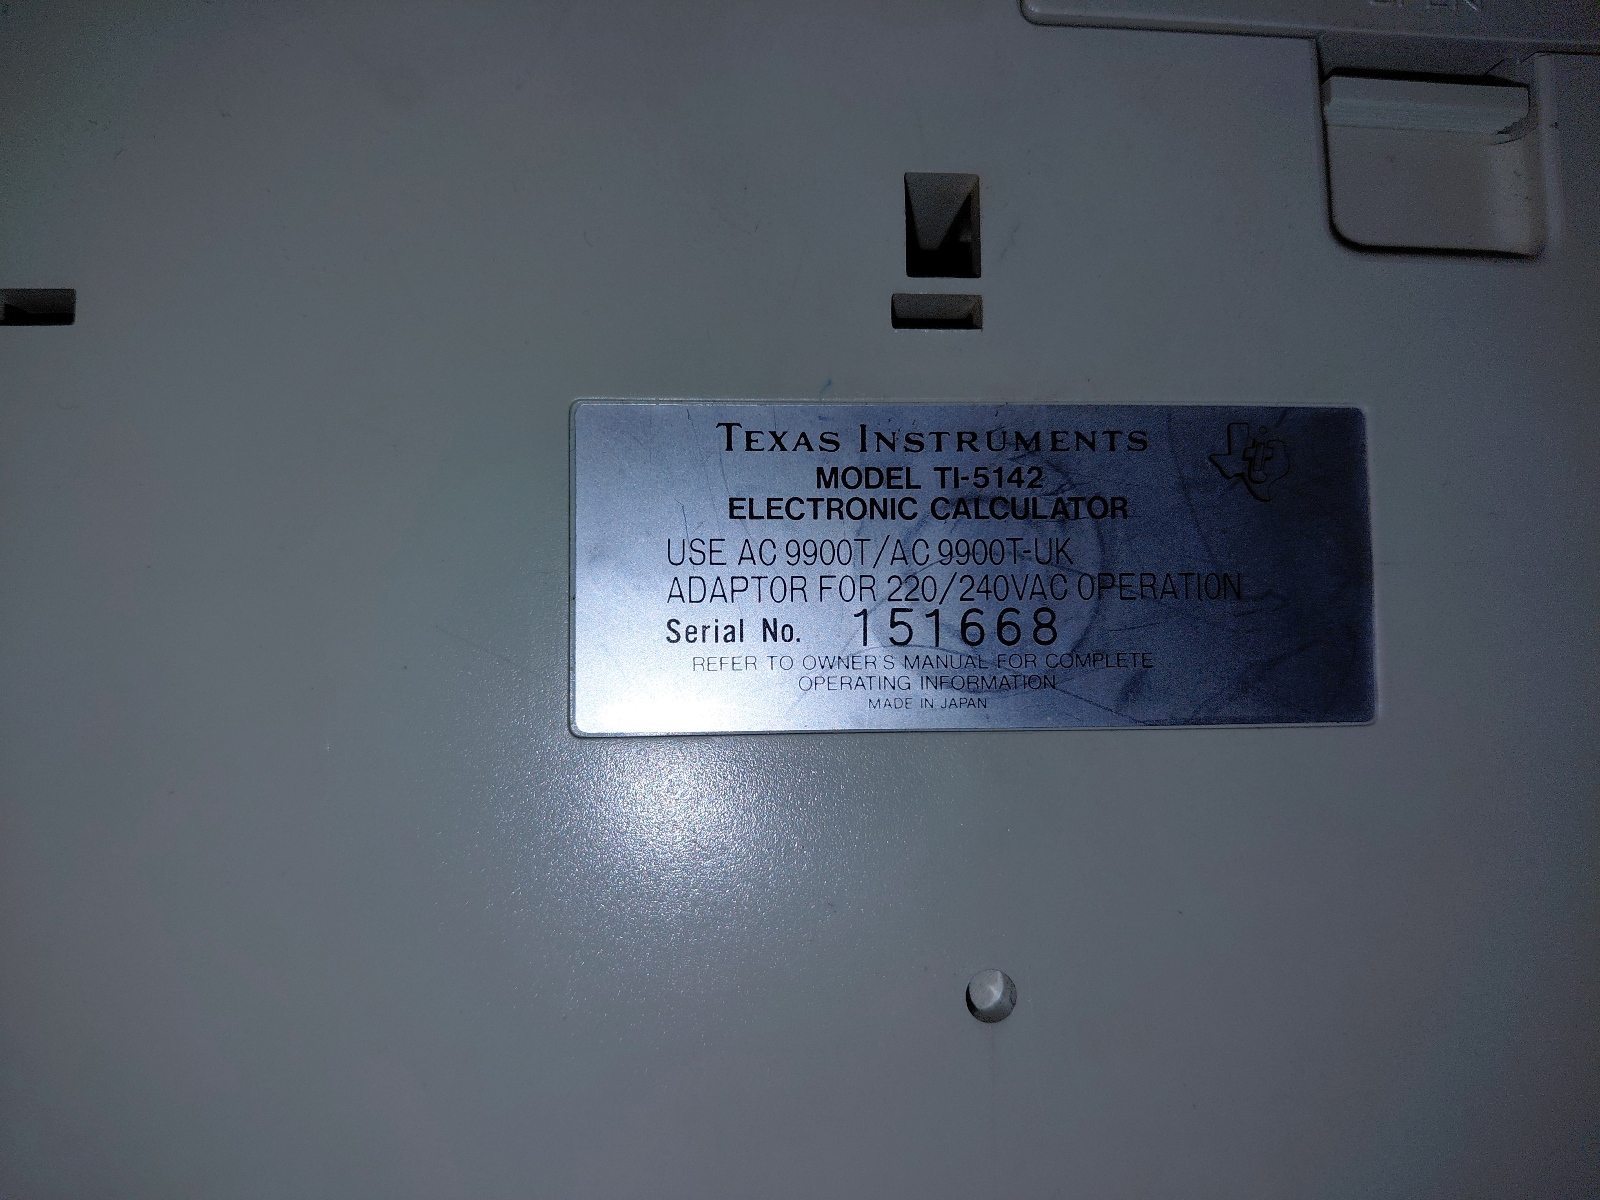 OPEN
TEXAS INSTRUMENTS
MODEL TI-5142
ELECTRONIC CALCULATOR
USE AC 9900T/AC 9900T-UK
ADAPTOR FOR 220/240VAC OPERATION
Serial No. 151668
REFER TO OWNER'S MANUAL FOR COMPLETE
OPERATING INFORMATION
MADE IN JAPAN